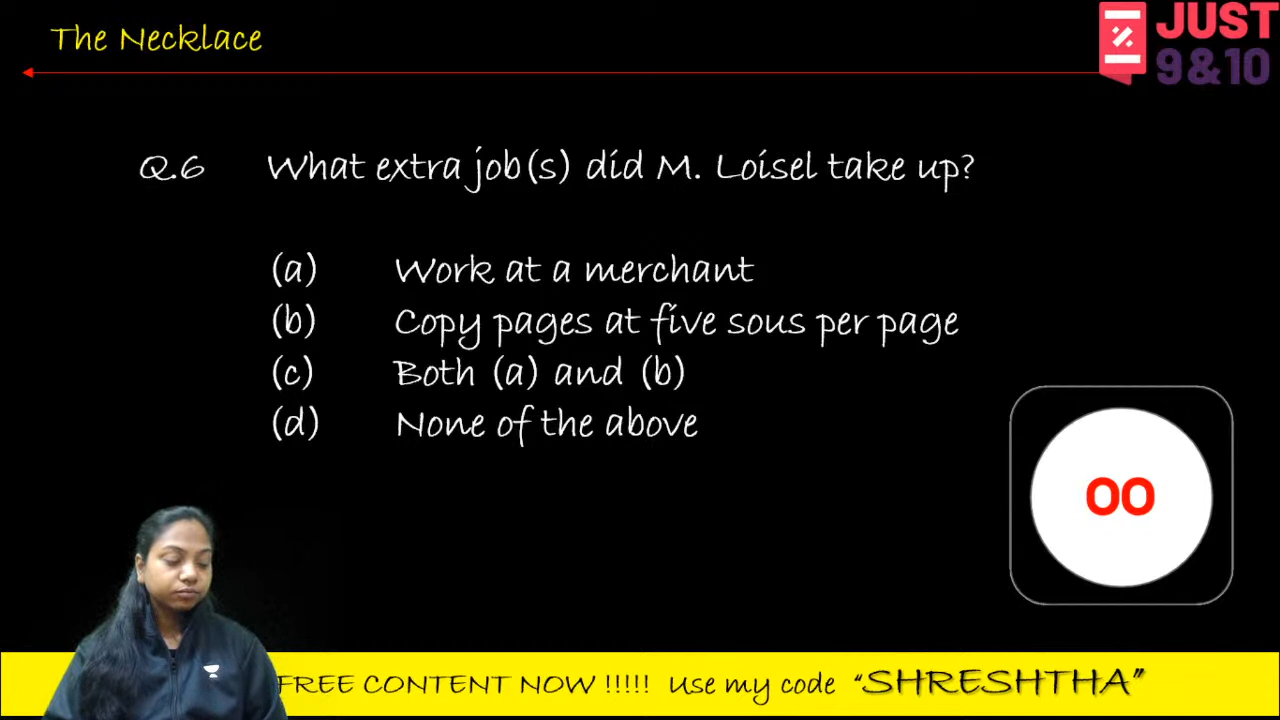 The Necklace
JUST
9 & 10
Q.6 What extra job(s) did M. Loisel take up?
(a) Work at a merchant
(b) Copy pages at five sous per page
(c) Both (a) and (b)
(d) None of the above
00
FREE CONTENT NOW !!!!! Use my code "SHRESHTHA"